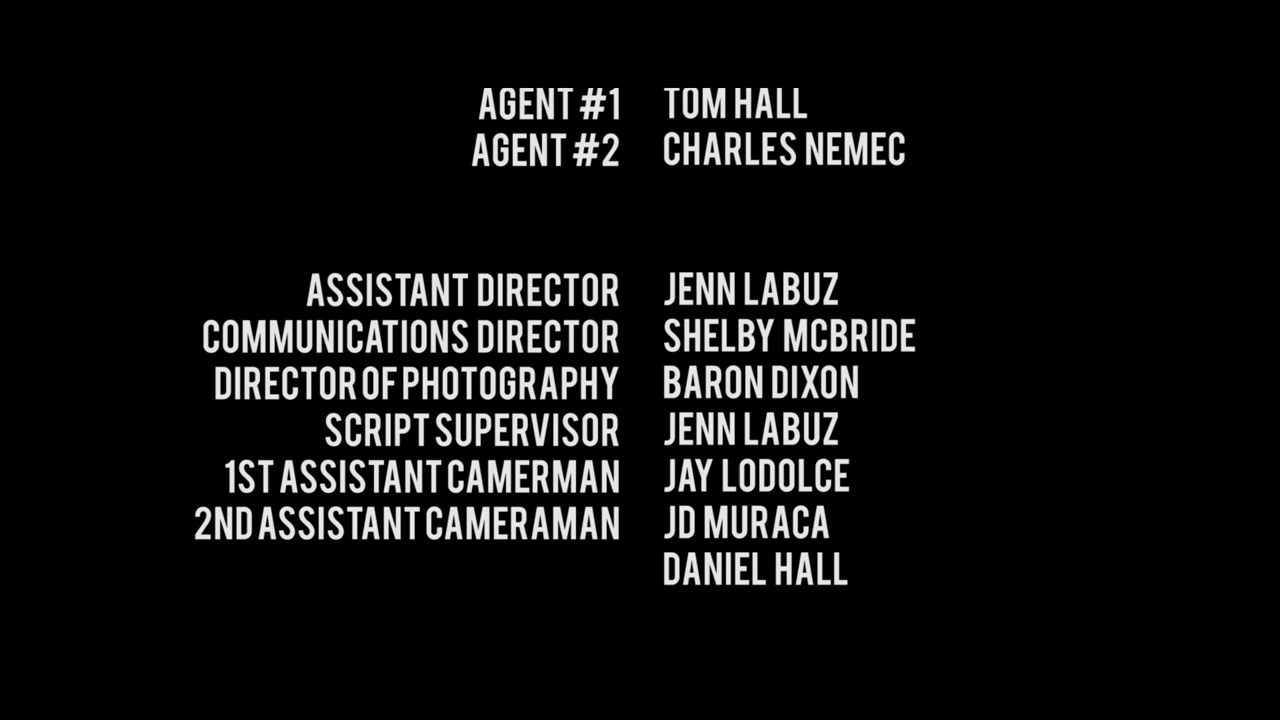 AGENT #1 TOM HALL
AGENT #2 CHARLES NEMEC
ASSISTANT DIRECTOR JENN LABUZ
COMMUNICATIONS DIRECTOR SHELBY MCBRIDE
DIRECTOR OF PHOTOGRAPHY BARON DIXON
SCRIPT SUPERVISOR JENN LABUZ
1ST ASSISTANT CAMERMAN JAY LODOLCE
2ND ASSISTANT CAMERAMAN JD MURACA
DANIEL HALL